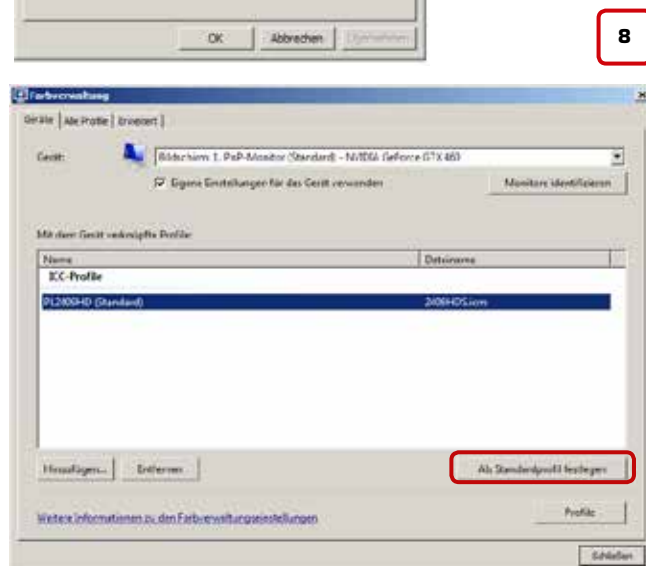 OK Abbrechen Übernehmen
8
Farbverwaltung
Geräte Alle Profile Erweitert
Gerät: Bildschirm: 1. PnP-Monitor (Standard) - NVIDIA GeForce GTX 460
Eigene Einstellungen für das Gerät verwenden Monitore identifizieren
Mit dem Gerät verknüpfte Profile:
Name Dateiname
ICC-Profile
(Standard)
Hinzufügen... Entfernen Als Standardprofil festlegen
Weitere Informationen zu den Farbverwaltungseinstellungen Profile
Schließen